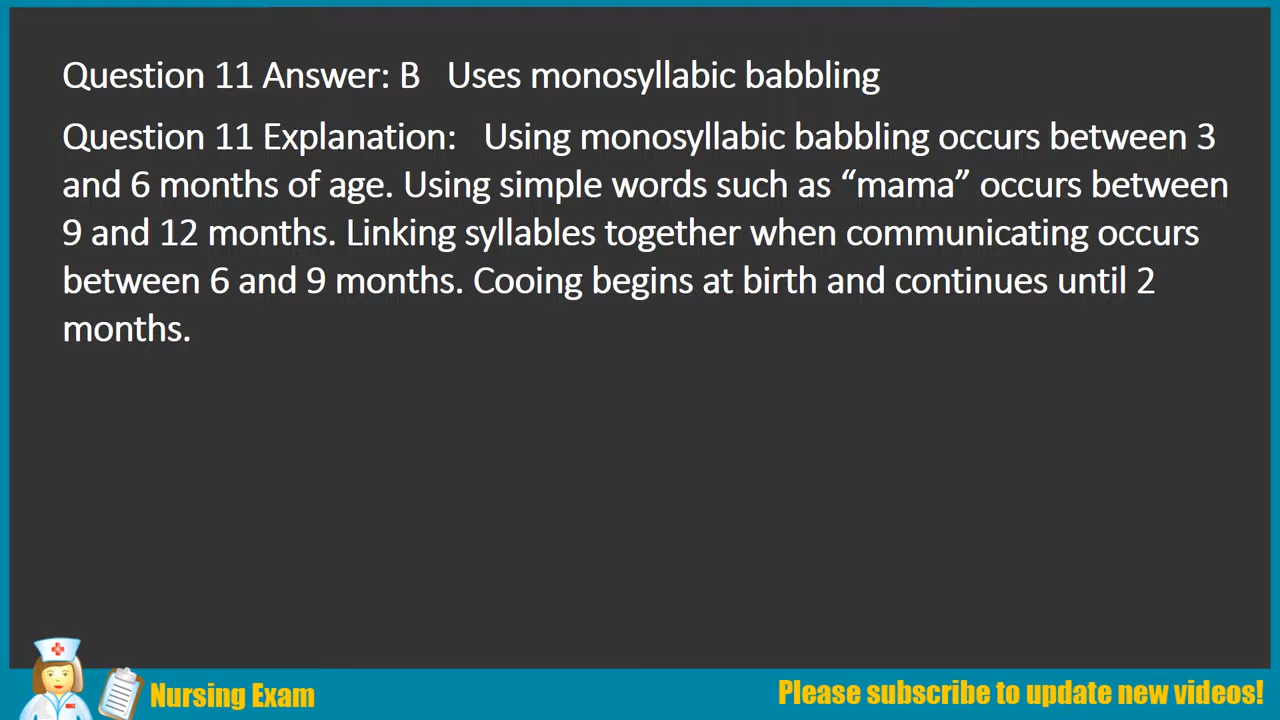 Question 11 Answer: B Uses monosyllabic babbling
Question 11 Explanation: Using monosyllabic babbling occurs between 3
and 6 months of age. Using simple words such as “mama” occurs between
9 and 12 months. Linking syllables together when communicating occurs
between 6 and 9 months. Cooing begins at birth and continues until 2
months.
Nursing Exam
Please subscribe to update new videos!